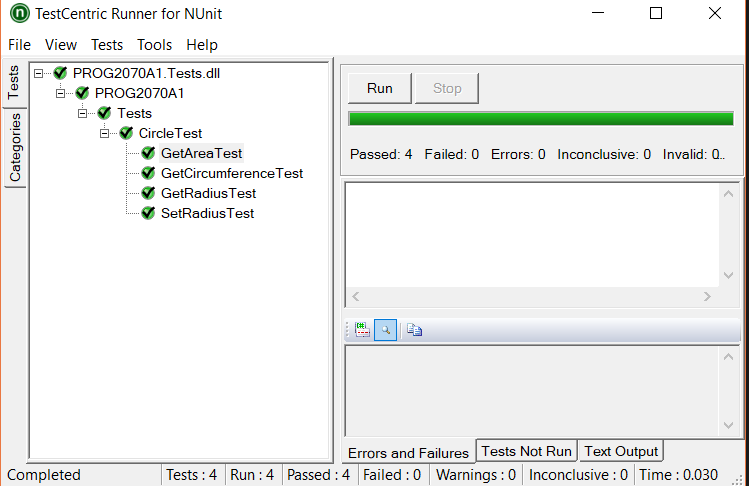 TestCentric Runner for NUnit
File View Tests Tools Help
Tests
Categories
PROG2070A1.Tests.dll
PROG2070A1
Tests
CircleTest
GetAreaTest
GetCircumferenceTest
GetRadiusTest
SetRadiusTest
Run Stop
Passed: 4 Failed: 0 Errors: 0 Inconclusive: 0 Invalid: 0..
Errors and Failures Tests Not Run Text Output
Completed Tests : 4 Run : 4 Passed : 4 Failed : 0 Warnings : 0 Inconclusive : 0 Time : 0.030